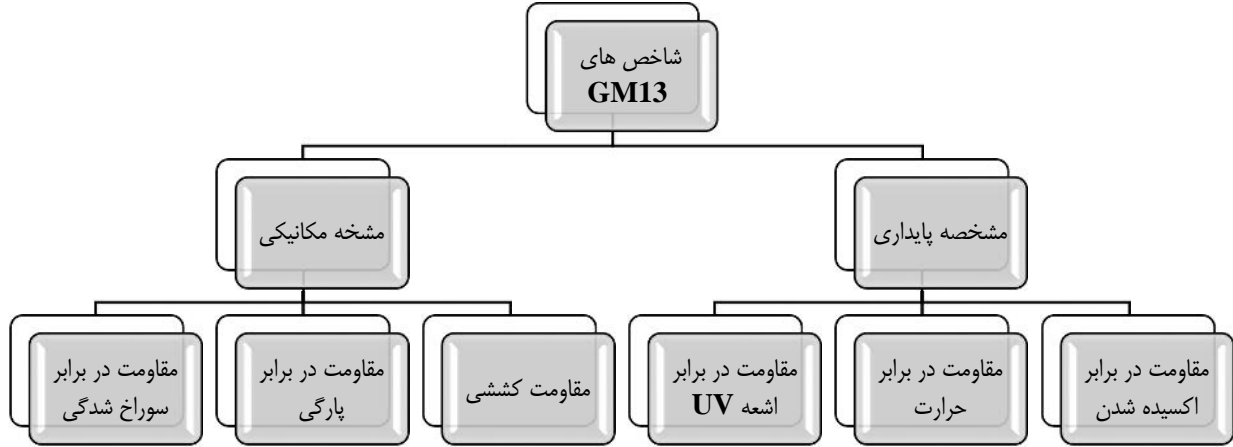 شاخص های
GM13
مشخصه پایداری
مشخه مکانیکی
مقاومت در برابر
اکسیده شدن
مقاومت در برابر
حرارت
مقاومت در برابر
اشعه UV
مقاومت کششی
مقاومت در برابر
پارگی
مقاومت در برابر
سوراخ شدگی